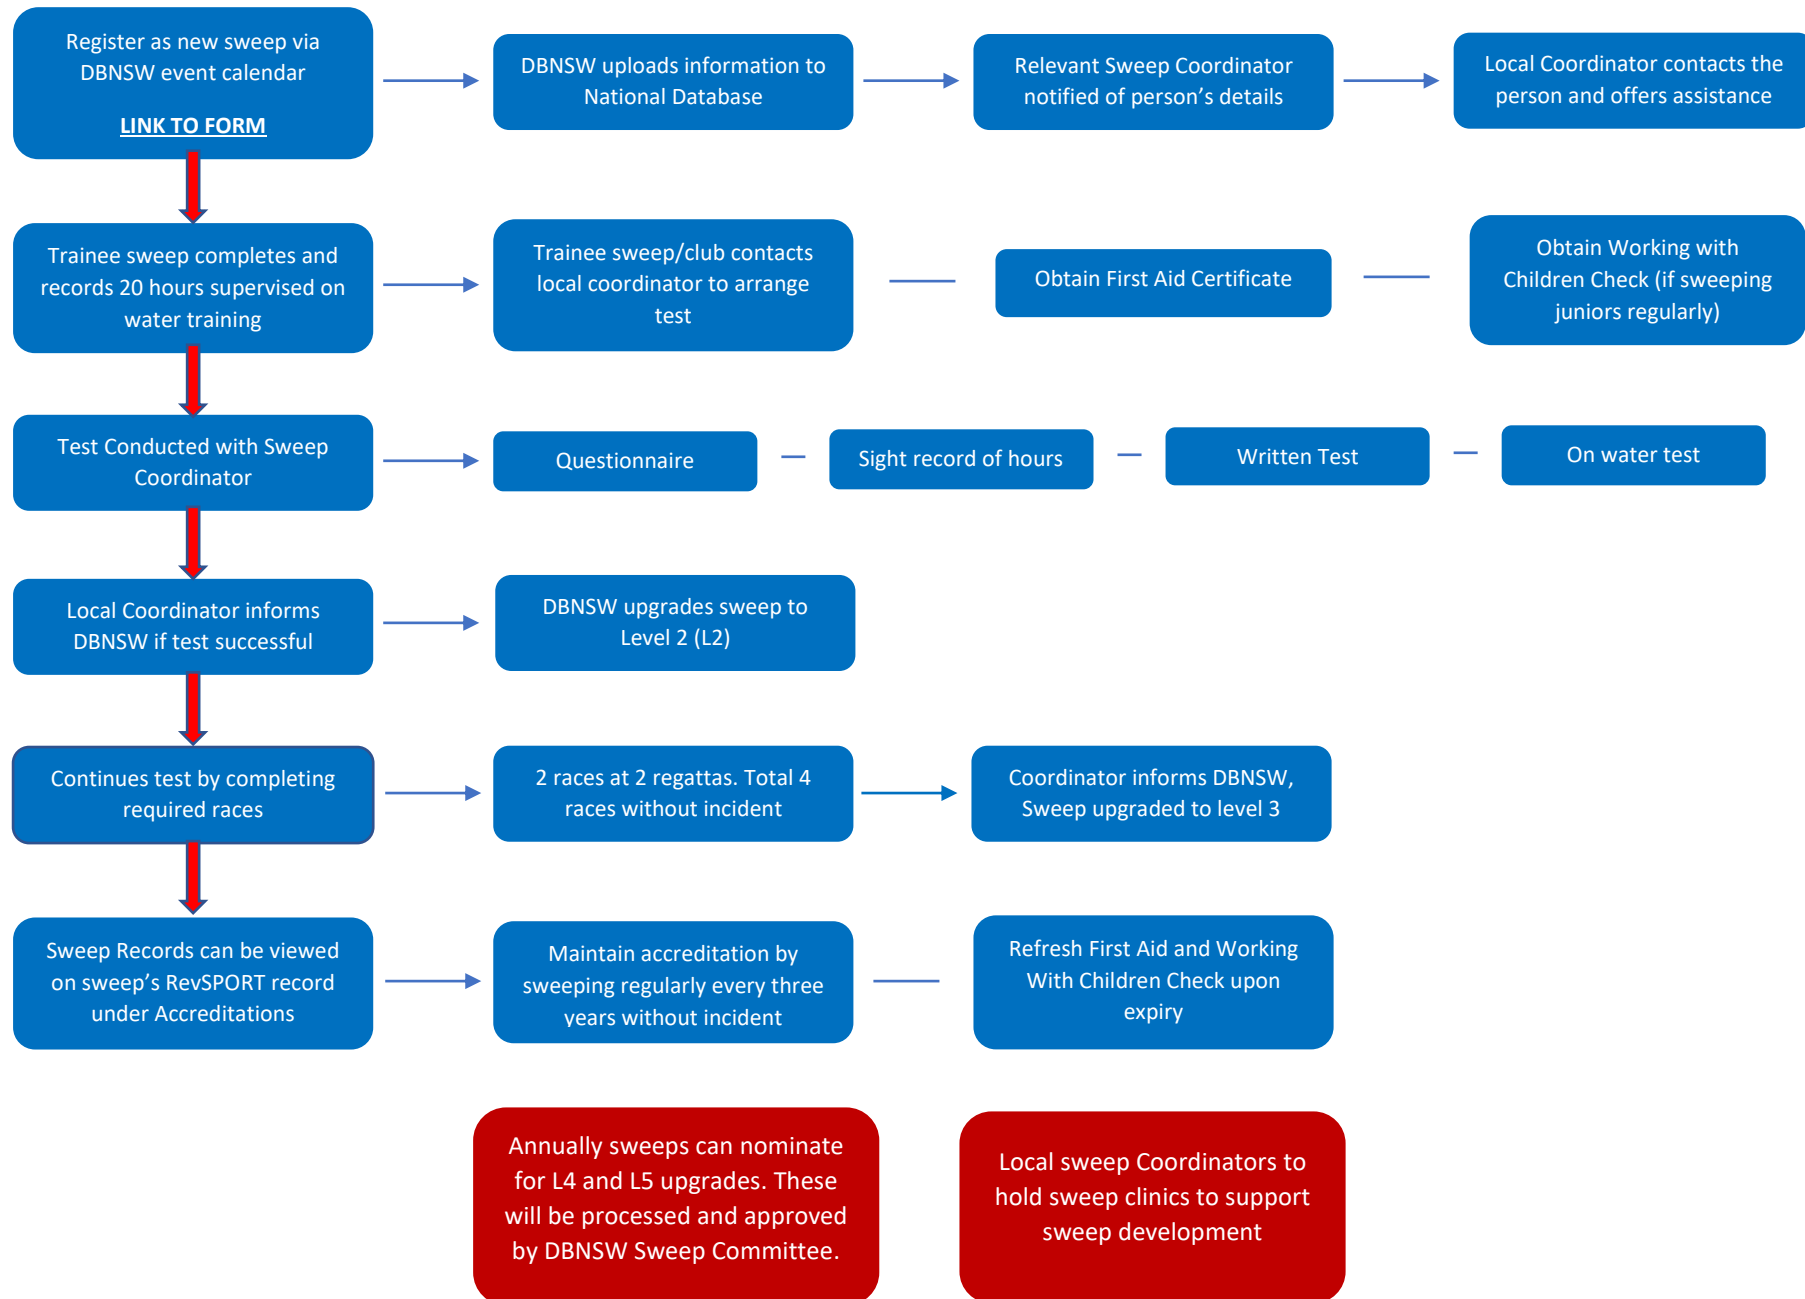 Register as new sweep via
DBNSW event calendar
LINK TO FORM
DBNSW uploads information to
National Database
Relevant Sweep Coordinator
notified of person's details
Local Coordinator contacts the
person and offers assistance
Trainee sweep completes and
records 20 hours supervised on
water training
Trainee sweep/club contacts
local coordinator to arrange
test
Obtain First Aid Certificate
Obtain Working with
Children Check (if sweeping
juniors regularly)
Test Conducted with Sweep
Coordinator
Questionnaire
Sight record of hours
Written Test
On water test
Local Coordinator informs
DBNSW if test successful
DBNSW upgrades sweep to
Level 2 (L2)
Continues test by completing
required races
2 races at 2 regattas. Total 4
races without incident
Coordinator informs DBNSW,
Sweep upgraded to level 3
Sweep Records can be viewed
on sweep's RevSPORT record
under Accreditations
Maintain accreditation by
sweeping regularly every three
years without incident
Refresh First Aid and Working
With Children Check upon
expiry
Annually sweeps can nominate
for L4 and L5 upgrades. These
will be processed and approved
by DBNSW Sweep Committee.
Local sweep Coordinators to
hold sweep clinics to support
sweep development